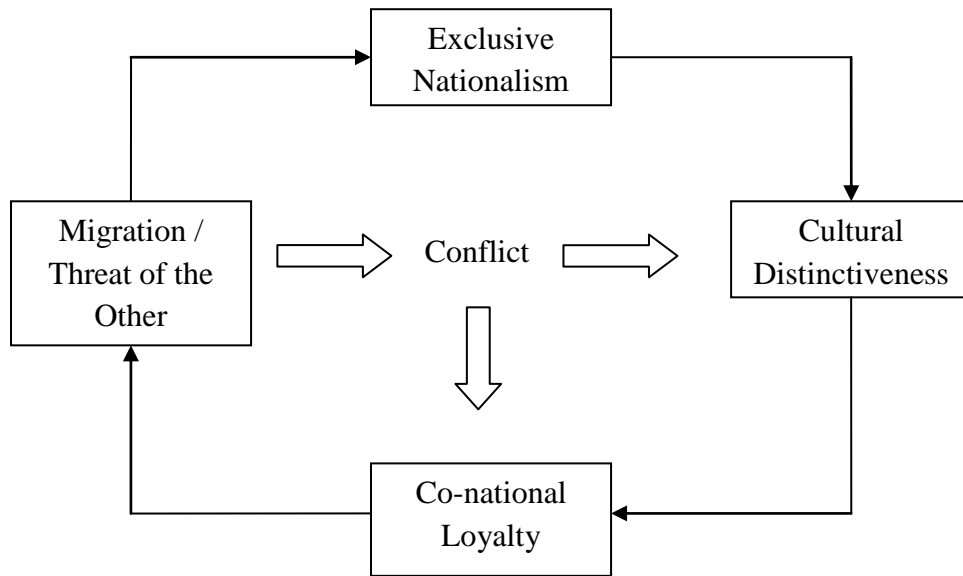 Exclusive
Nationalism
Migration /
Threat of the
Other
Conflict
Cultural
Distinctiveness
Co-national
Loyalty